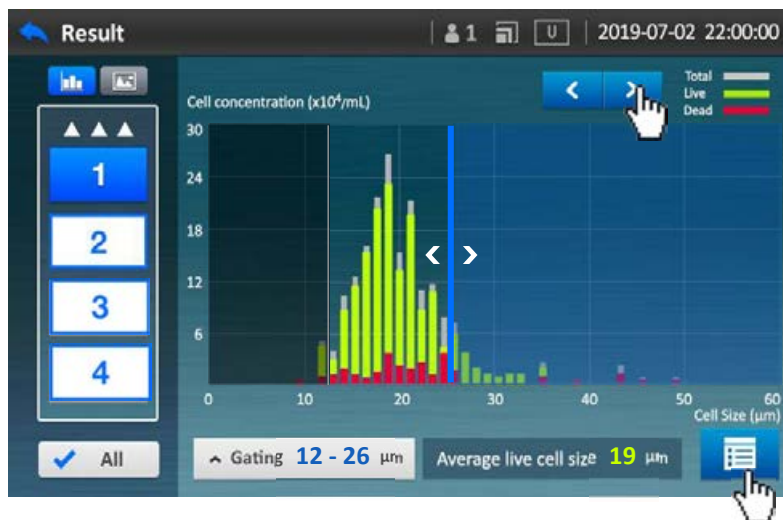 Result
1
U
2019-07-02 22:00:00
Total
Live
Dead
Cell concentration (x10⁴/mL)
30
24
18
12
6
0 10 20 30 40 50 60
Cell Size (μm)
1
2
3
4
All
Gating 12 - 26 μm
Average live cell size 19 μm